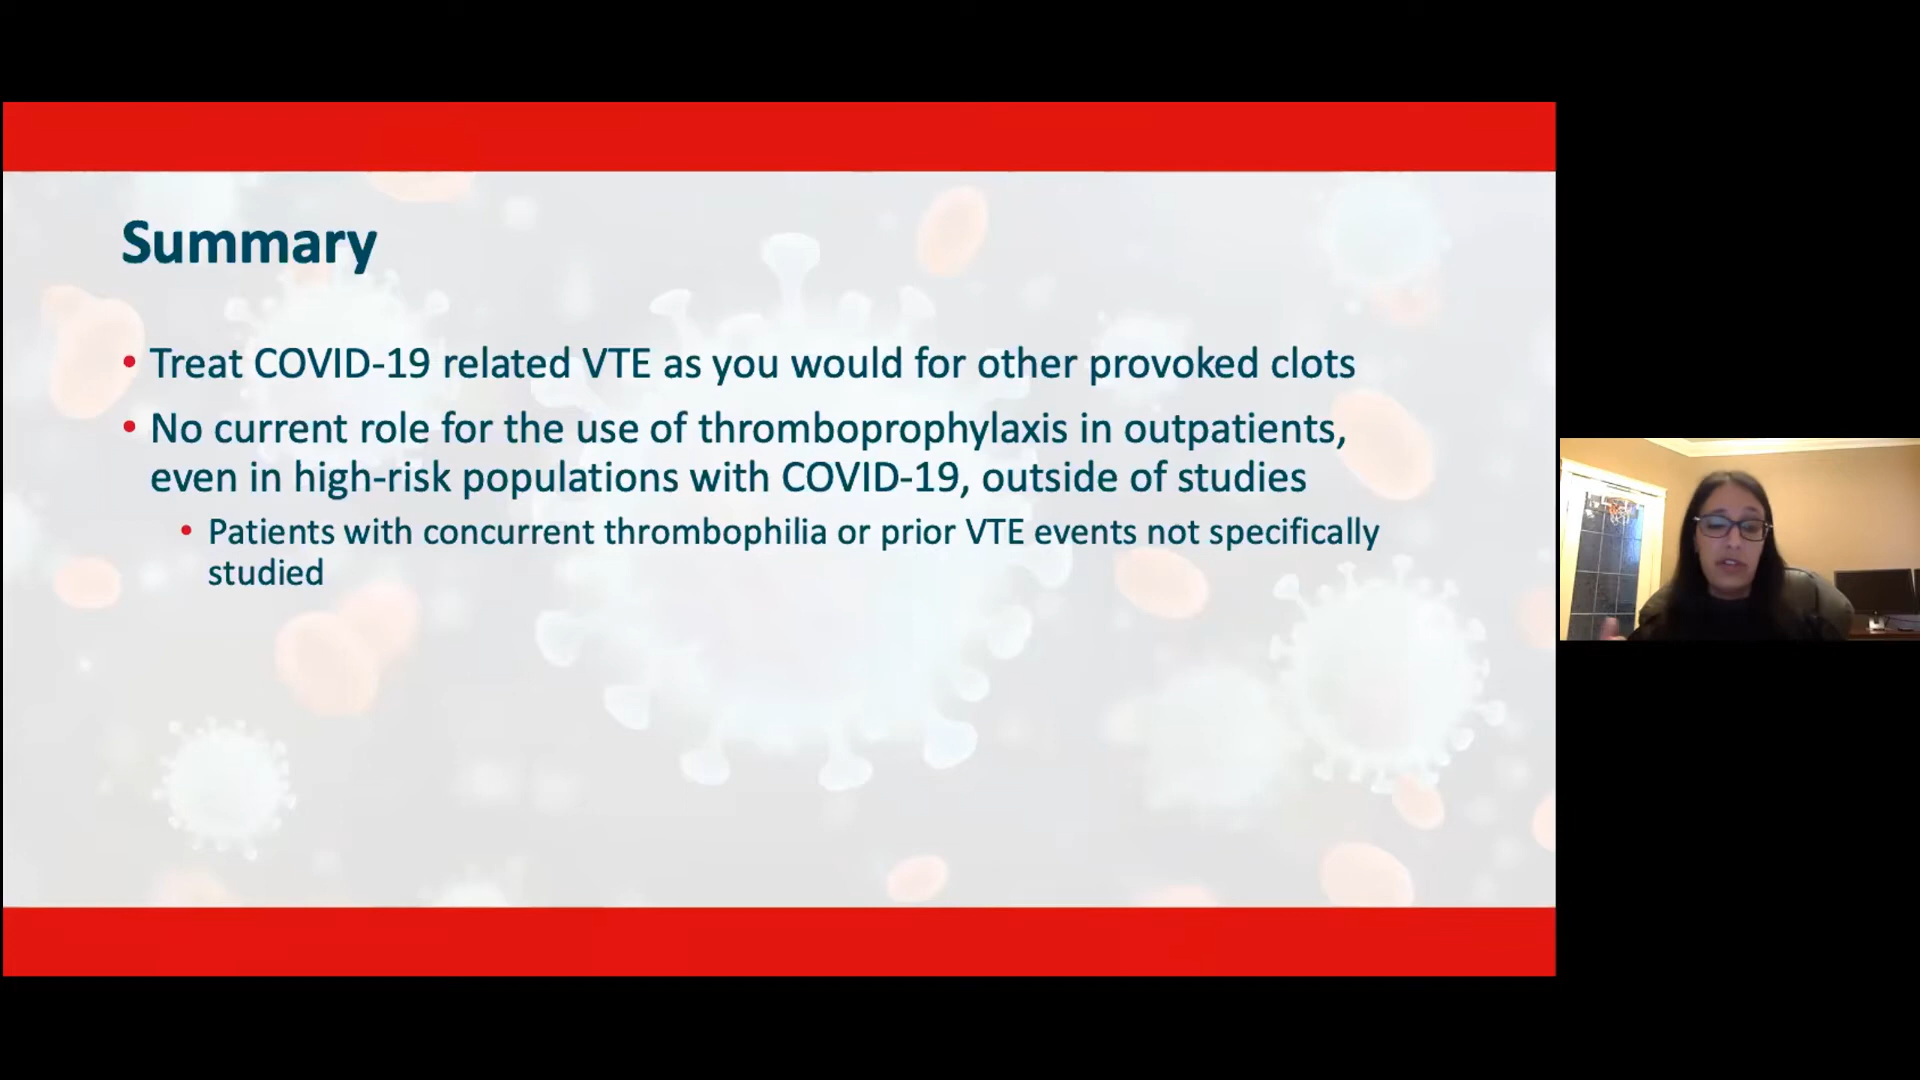 Summary
• Treat COVID-19 related VTE as you would for other provoked clots
• No current role for the use of thromboprophylaxis in outpatients,
even in high-risk populations with COVID-19, outside of studies
• Patients with concurrent thrombophilia or prior VTE events not specifically
studied